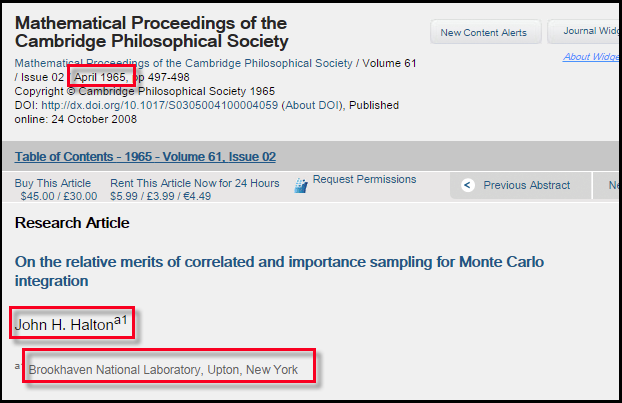 Mathematical Proceedings of the
Cambridge Philosophical Society
New Content Alerts
Journal Widg
About Widge
Mathematical Proceedings of the Cambridge Philosophical Society / Volume 61
/ Issue 02 / April 1965, pp 497-498
Copyright © Cambridge Philosophical Society 1965
DOI: http://dx.doi.org/10.1017/S0305004100004059 (About DOI), Published
online: 24 October 2008
Table of Contents - 1965 - Volume 61, Issue 02
Buy This Article
$45.00 / £30.00
Rent This Article Now for 24 Hours
$5.99 / £3.99 / €4.49
Request Permissions
< Previous Abstract
Ne
Research Article
On the relative merits of correlated and importance sampling for Monte Carlo
integration
John H. Halton a1
a1 Brookhaven National Laboratory, Upton, New York